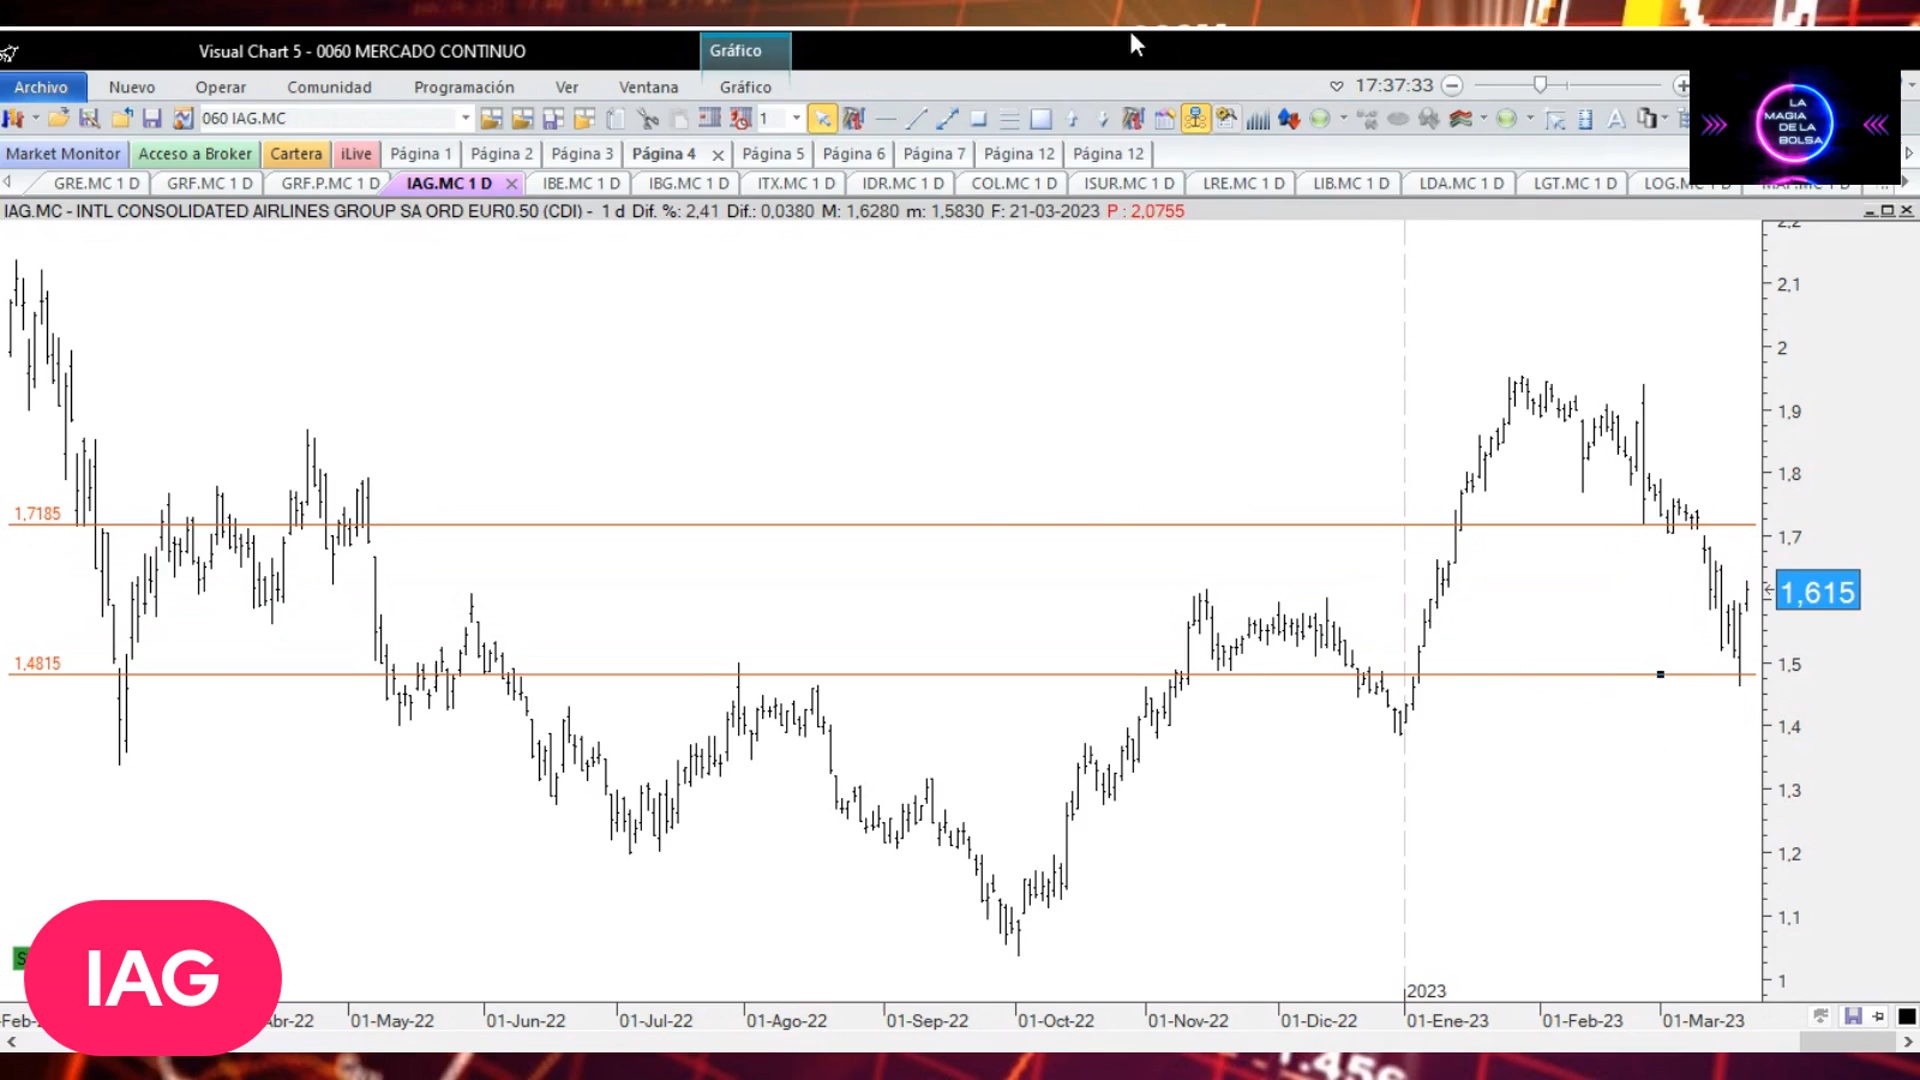 Visual Chart 5 - 0060 MERCADO CONTINUO
Gráfico
Archivo Nuevo Operar Comunidad Programación Ver Ventana Gráfico 17:37:33
060 IAG.MC 1
LA
MAGIA
DE LA
BOLSA
Market Monitor Acceso a Broker Cartera iLive Página 1 Página 2 Página 3 Página 4 Página 5 Página 6 Página 7 Página 12 Página 12
GRE.MC 1 D GRF.MC 1 D GRF.P.MC 1 D IAG.MC 1 D IBE.MC 1 D IBG.MC 1 D ITX.MC 1 D IDR.MC 1 D COL.MC 1 D ISUR.MC 1 D LRE.MC 1 D LIB.MC 1 D LDA.MC 1 D LGT.MC 1 D
IAG.MC - INTL CONSOLIDATED AIRLINES GROUP SA ORD EUR0.50 (CDI) - 1 d Dif. %: 2,41 Dif.: 0,0380 M: 1,6280 m: 1,5830 F: 21-03-2023 P : 2,0755
2,2
2,1
2
1,9
1,8
1,7185
1,7
1,615
1,4815
1,5
1,4
1,3
1,2
1,1
1
IAG
2023
Abr-22 01-May-22 01-Jun-22 01-Jul-22 01-Ago-22 01-Sep-22 01-Oct-22 01-Nov-22 01-Dic-22 01-Ene-23 01-Feb-23 01-Mar-23